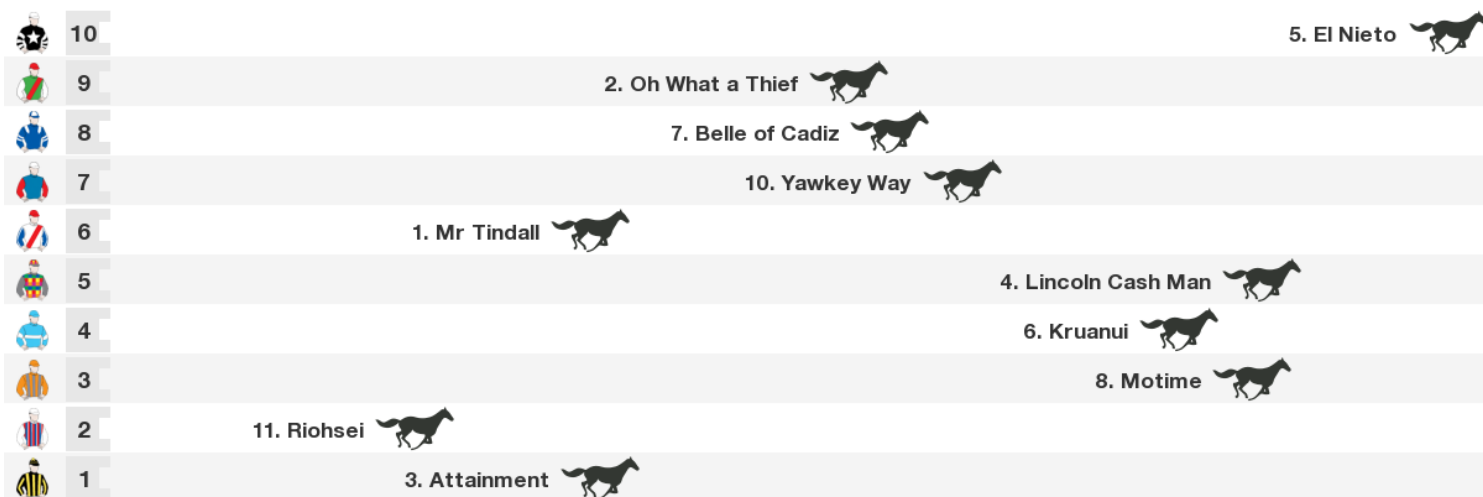 10 5. El Nieto
9 2. Oh What a Thief
8 7. Belle of Cadiz
7 10. Yawkey Way
6 1. Mr Tindall
5 4. Lincoln Cash Man
4 6. Kruanui
3 8. Motime
2 11. Riohsei
1 3. Attainment